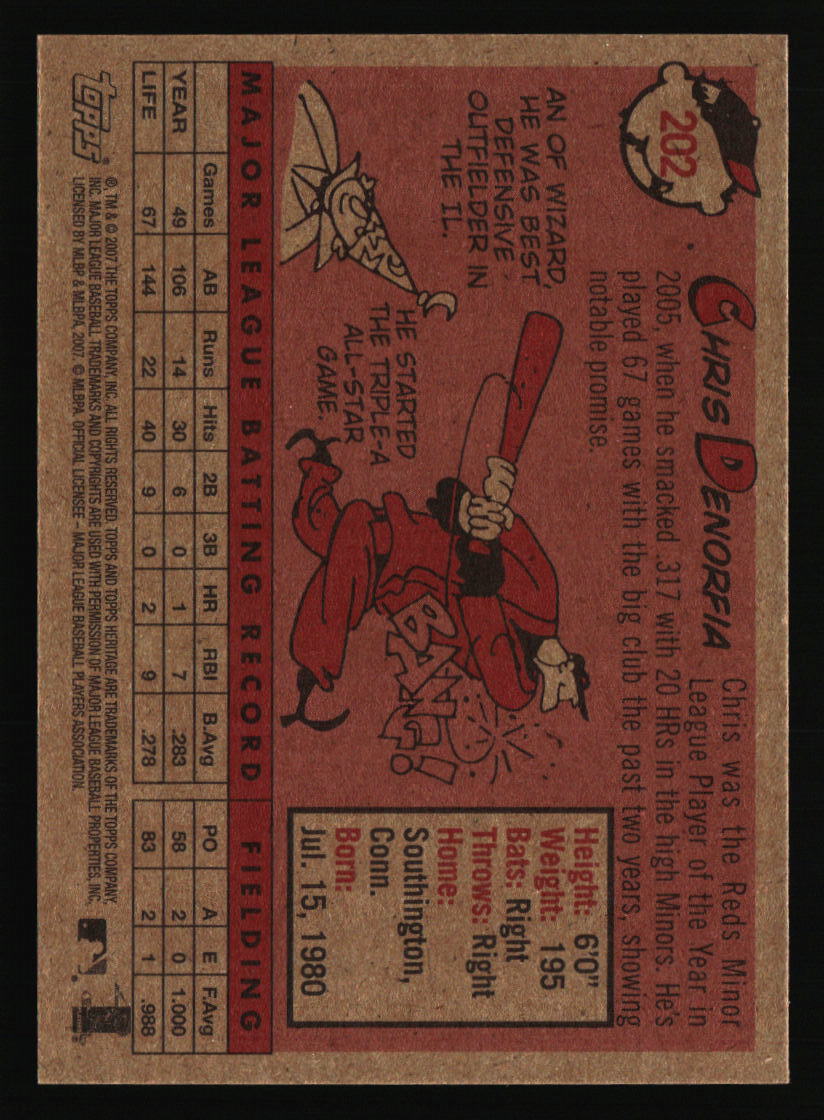 202
CHRIS DENORFIA
Chris was the Reds Minor
League Player of the Year in
2005, when he smacked .317 with 20 HRs in the high Minors. He's
played 67 games with the big club the past two years, showing
notable promise.
AN OF WIZARD,
HE WAS BEST
DEFENSIVE
OUTFIELDER IN
THE IL.
HE STARTED
THE TRIPLE-A
ALL-STAR
GAME.
BANG!
Height: 6'0"
Weight: 195
Bats: Right
Throws: Right
Home:
Southington,
Conn.
Born:
Jul. 15, 1980
MAJOR LEAGUE BATTING RECORD FIELDING
Games AB Runs Hits 2B 3B HR RBI B.Avg PO A E F.Avg
YEAR 49 106 14 30 6 0 1 7 .283 58 2 0 1.000
LIFE 67 144 22 40 9 0 2 9 .278 83 2 1 .988
topps
®, TM & © 2007 THE TOPPS COMPANY, INC. ALL RIGHTS RESERVED. TOPPS AND TOPPS HERITAGE ARE TRADEMARKS OF THE TOPPS COMPANY,
INC. MAJOR LEAGUE BASEBALL TRADEMARKS AND COPYRIGHTS ARE USED WITH PERMISSION OF MAJOR LEAGUE BASEBALL PROPERTIES, INC.
LICENSED BY MLBP & MLBPA, 2007. © MLBPA. OFFICIAL LICENSEE – MAJOR LEAGUE BASEBALL PLAYERS ASSOCIATION.